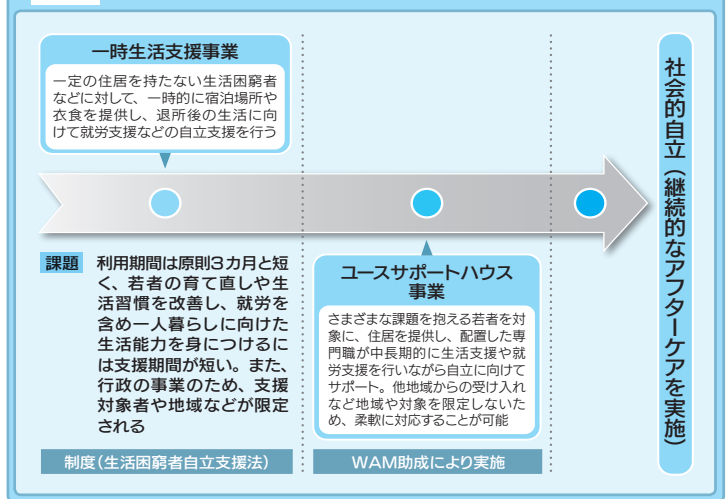 一時生活支援事業
一定の住居を持たない生活困窮者
などに対して、一時的に宿泊場所や
衣食を提供し、退所後の生活に向
けて就労支援などの自立支援を行う
課題
利用期間は原則3カ月と短
く、若者の育て直しや生
活習慣を改善し、就労を
含め一人暮らしに向けた
生活能力を身につけるに
は支援期間が短い。また、
行政の事業のため、支援
対象者や地域などが限定
される
制度(生活困窮者自立支援法)
ユースサポートハウス
事業
さまざまな課題を抱える若者を対
象に、住居を提供し、配置した専
門職が中長期的に生活支援や就
労支援を行いながら自立に向けて
サポート。他地域からの受け入れ
など地域や対象を限定しないた
め、柔軟に対応することが可能
WAM助成により実施
社会的自立(継続的なアフターケアを実施)